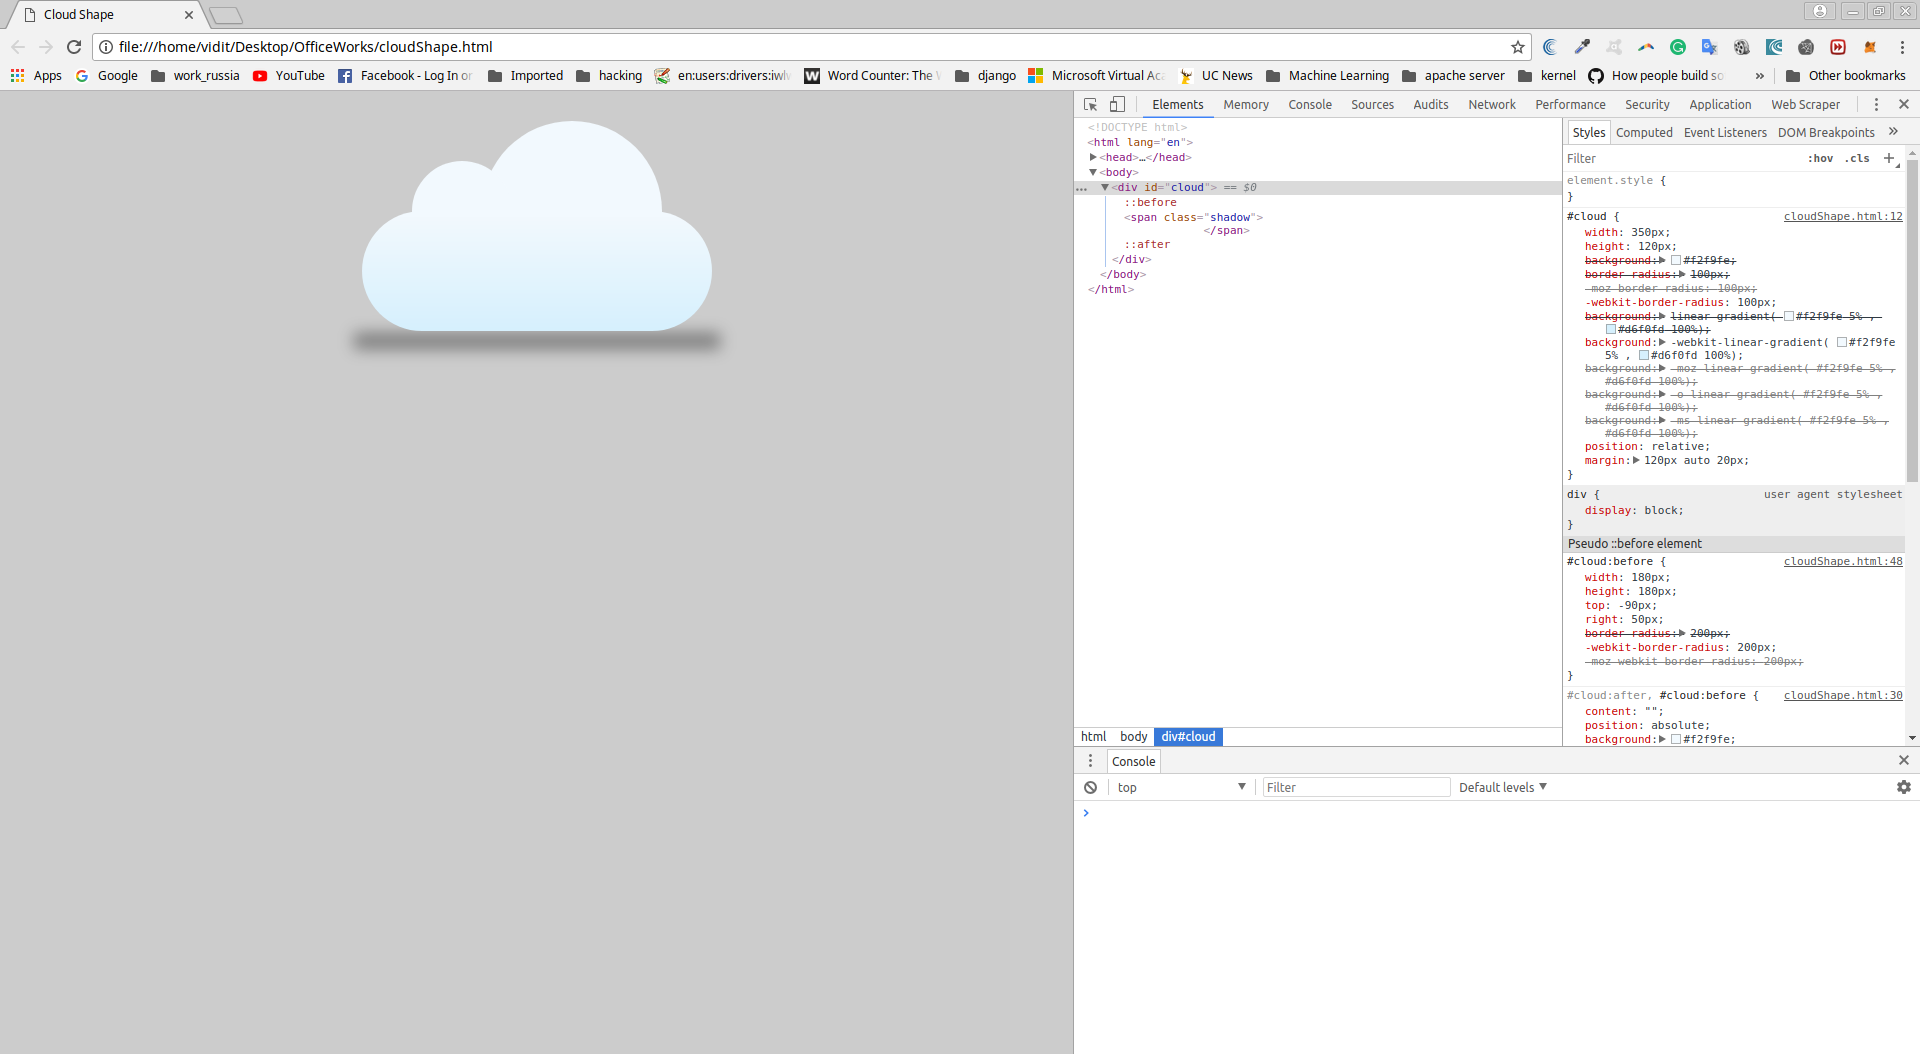 Cloud Shape
file:///home/vidit/Desktop/OfficeWorks/cloudShape.html
Apps Google work_russia YouTube Facebook - Log In or Imported hacking en:users:drivers:iwl Word Counter: The W django Microsoft Virtual Aca UC News Machine Learning apache server kernel How people build so » Other bookmarks
Elements Memory Console Sources Audits Network Performance Security Application Web Scraper
<!DOCTYPE html>
<html lang="en">
<head>…</head>
<body>
... <div id="cloud"> == $0
::before
<span class="shadow">
</span>
::after
</div>
</body>
</html>
html body div#cloud
Styles Computed Event Listeners DOM Breakpoints »
Filter :hov .cls +
element.style {
}
#cloud { cloudShape.html:12
width: 350px;
height: 120px;
background: #f2f9fe;
border-radius: 100px;
-moz-border-radius: 100px;
-webkit-border-radius: 100px;
background: linear-gradient( #f2f9fe 5% ,
#d6f0fd 100%);
background: -webkit-linear-gradient( #f2f9fe
5% , #d6f0fd 100%);
background: -moz-linear-gradient( #f2f9fe 5% ,
#d6f0fd 100%);
background: -o-linear-gradient( #f2f9fe 5% ,
#d6f0fd 100%);
background: -ms-linear-gradient( #f2f9fe 5% ,
#d6f0fd 100%);
position: relative;
margin: 120px auto 20px;
}
div { user agent stylesheet
display: block;
}
Pseudo ::before element
#cloud:before { cloudShape.html:48
width: 180px;
height: 180px;
top: -90px;
right: 50px;
border-radius: 200px;
-webkit-border-radius: 200px;
-moz-webkit-border-radius: 200px;
}
#cloud:after, #cloud:before { cloudShape.html:30
content: "";
position: absolute;
background: #f2f9fe;
Console
top Filter Default levels
>